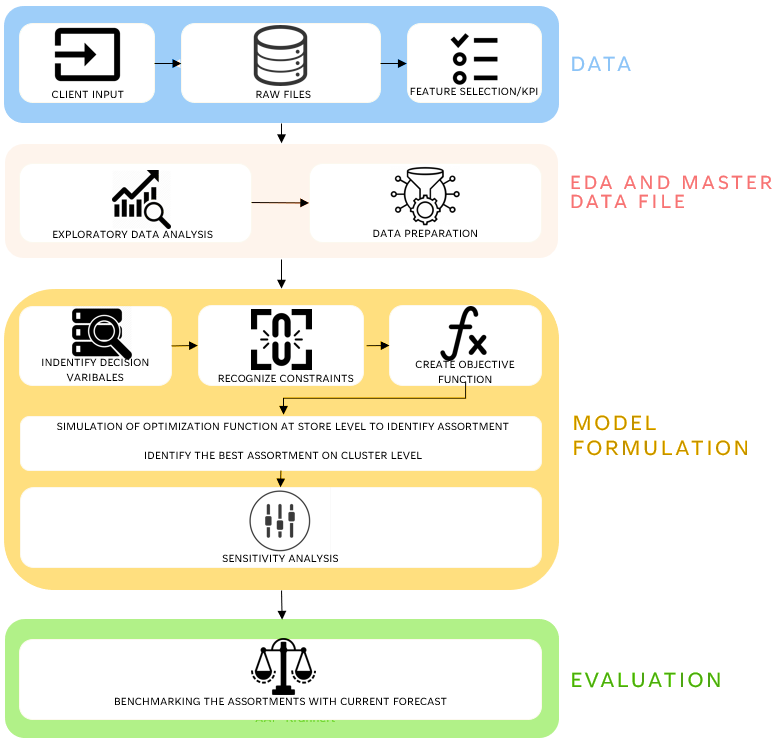 CLIENT INPUT
RAW FILES
FEATURE SELECTION/KPI
DATA
EXPLORATORY DATA ANALYSIS
DATA PREPARATION
EDA AND MASTER
DATA FILE
INDENTIFY DECISION
VARIBALES
RECOGNIZE CONSTRAINTS
fx
CREATE OBJECTIVE
FUNCTION
SIMULATION OF OPTIMIZATION FUNCTION AT STORE LEVEL TO IDENTIFY ASSORTMENT
IDENTIFY THE BEST ASSORTMENT ON CLUSTER LEVEL
MODEL
FORMULATION
SENSITIVITY ANALYSIS
BENCHMARKING THE ASSORTMENTS WITH CURRENT FORECAST
EVALUATION